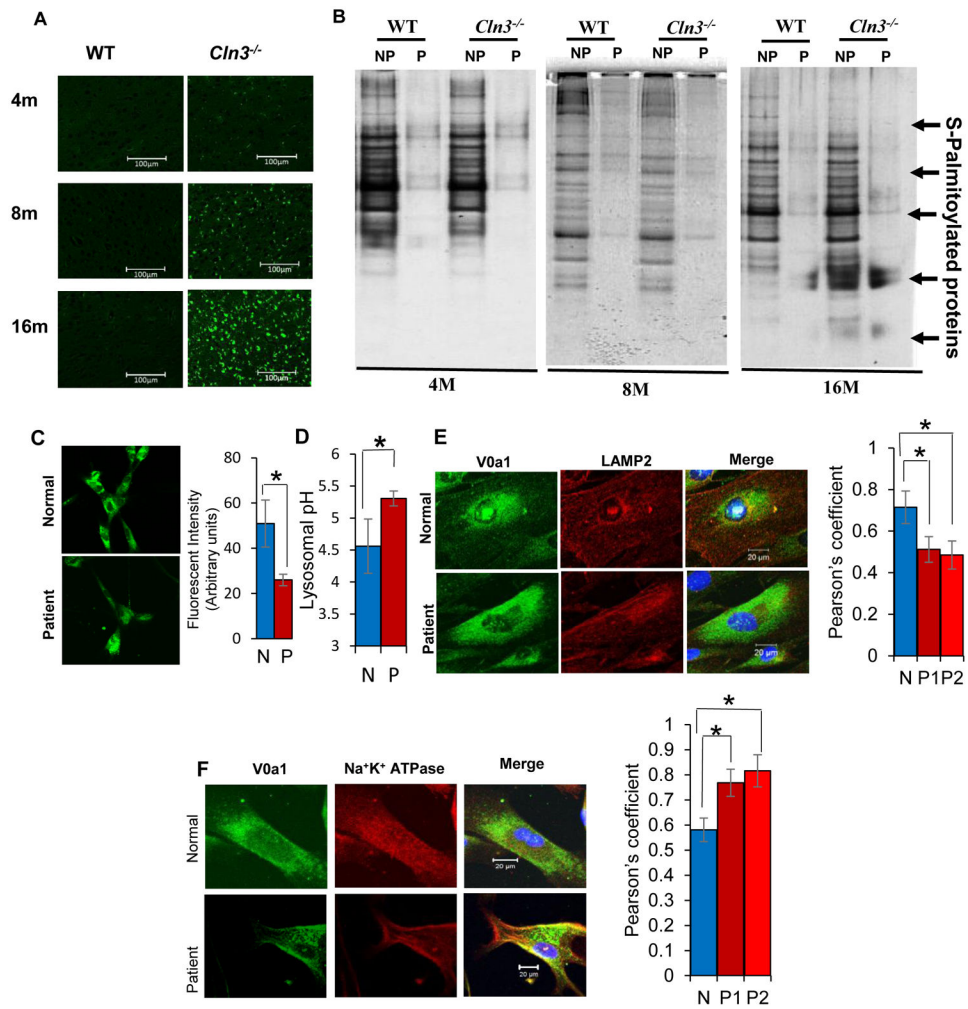 A
WT
Cln3-/-
4m
100μm
100μm
8m
100μm
100μm
16m
100μm
100μm
B
WT
Cln3-/-
WT
Cln3-/-
WT
Cln3-/-
NP
P
NP
P
NP
P
NP
P
NP
P
NP
P
S-Palmitoylated proteins
4M
8M
16M
C
Normal
Patient
Fluorescent Intensity
(Arbitrary units)
80
60
40
20
0
*
N
P
D
Lysosomal pH
6
5.5
5
4.5
4
3.5
3
*
N
P
E
V0a1
LAMP2
Merge
Normal
20 μm
Patient
20 μm
Pearson's coefficient
1
0.8
0.6
0.4
0.2
0
*
*
N
P1
P2
F
V0a1
Na+K+ ATPase
Merge
Normal
20 μm
Patient
20 μm
Pearson's coefficient
1
0.9
0.8
0.7
0.6
0.5
0.4
0.3
0.2
0.1
0
*
*
N
P1
P2